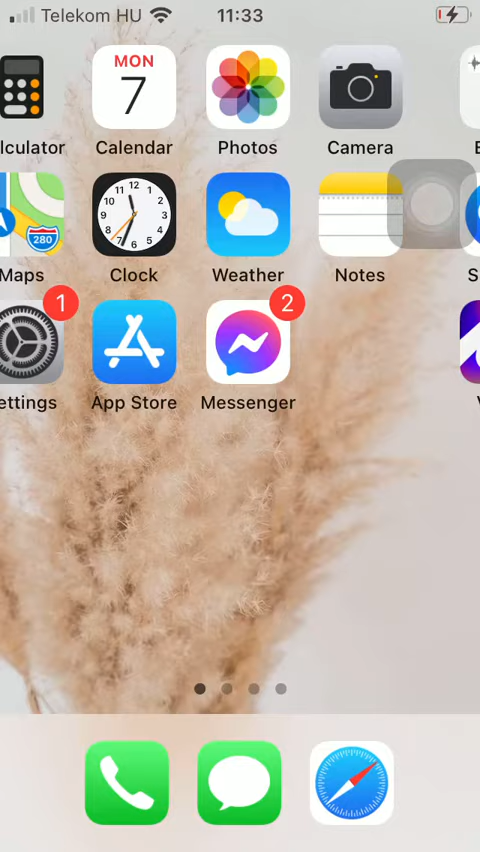 Telekom HU 11:33
MON
7
lculator Calendar Photos Camera
12 1 2 3 4 5 6 7 8 9 10 11
280
Maps Clock Weather Notes
1 2
ettings App Store Messenger